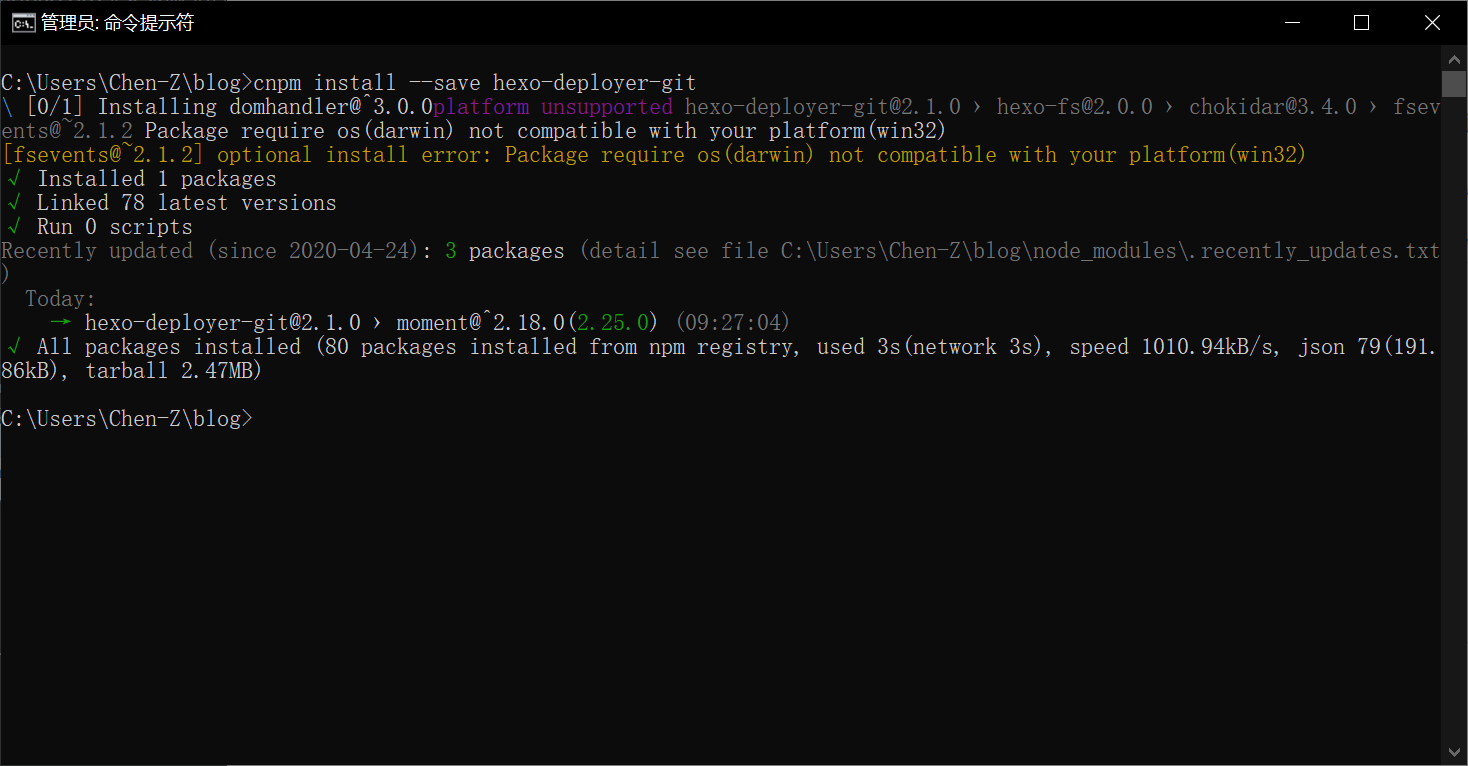 管理员: 命令提示符
C:\Users\Chen-Z\blog>cnpm install --save hexo-deployer-git
\ [0/1] Installing domhandler@^3.0.0platform unsupported hexo-deployer-git@2.1.0 › hexo-fs@2.0.0 › chokidar@3.4.0 › fsev
ents@~2.1.2 Package require os(darwin) not compatible with your platform(win32)
[fsevents@~2.1.2] optional install error: Package require os(darwin) not compatible with your platform(win32)
√ Installed 1 packages
√ Linked 78 latest versions
√ Run 0 scripts
Recently updated (since 2020-04-24): 3 packages (detail see file C:\Users\Chen-Z\blog\node_modules\.recently_updates.txt
)
Today:
→ hexo-deployer-git@2.1.0 › moment@^2.18.0(2.25.0) (09:27:04)
√ All packages installed (80 packages installed from npm registry, used 3s(network 3s), speed 1010.94kB/s, json 79(191.
86kB), tarball 2.47MB)
C:\Users\Chen-Z\blog>